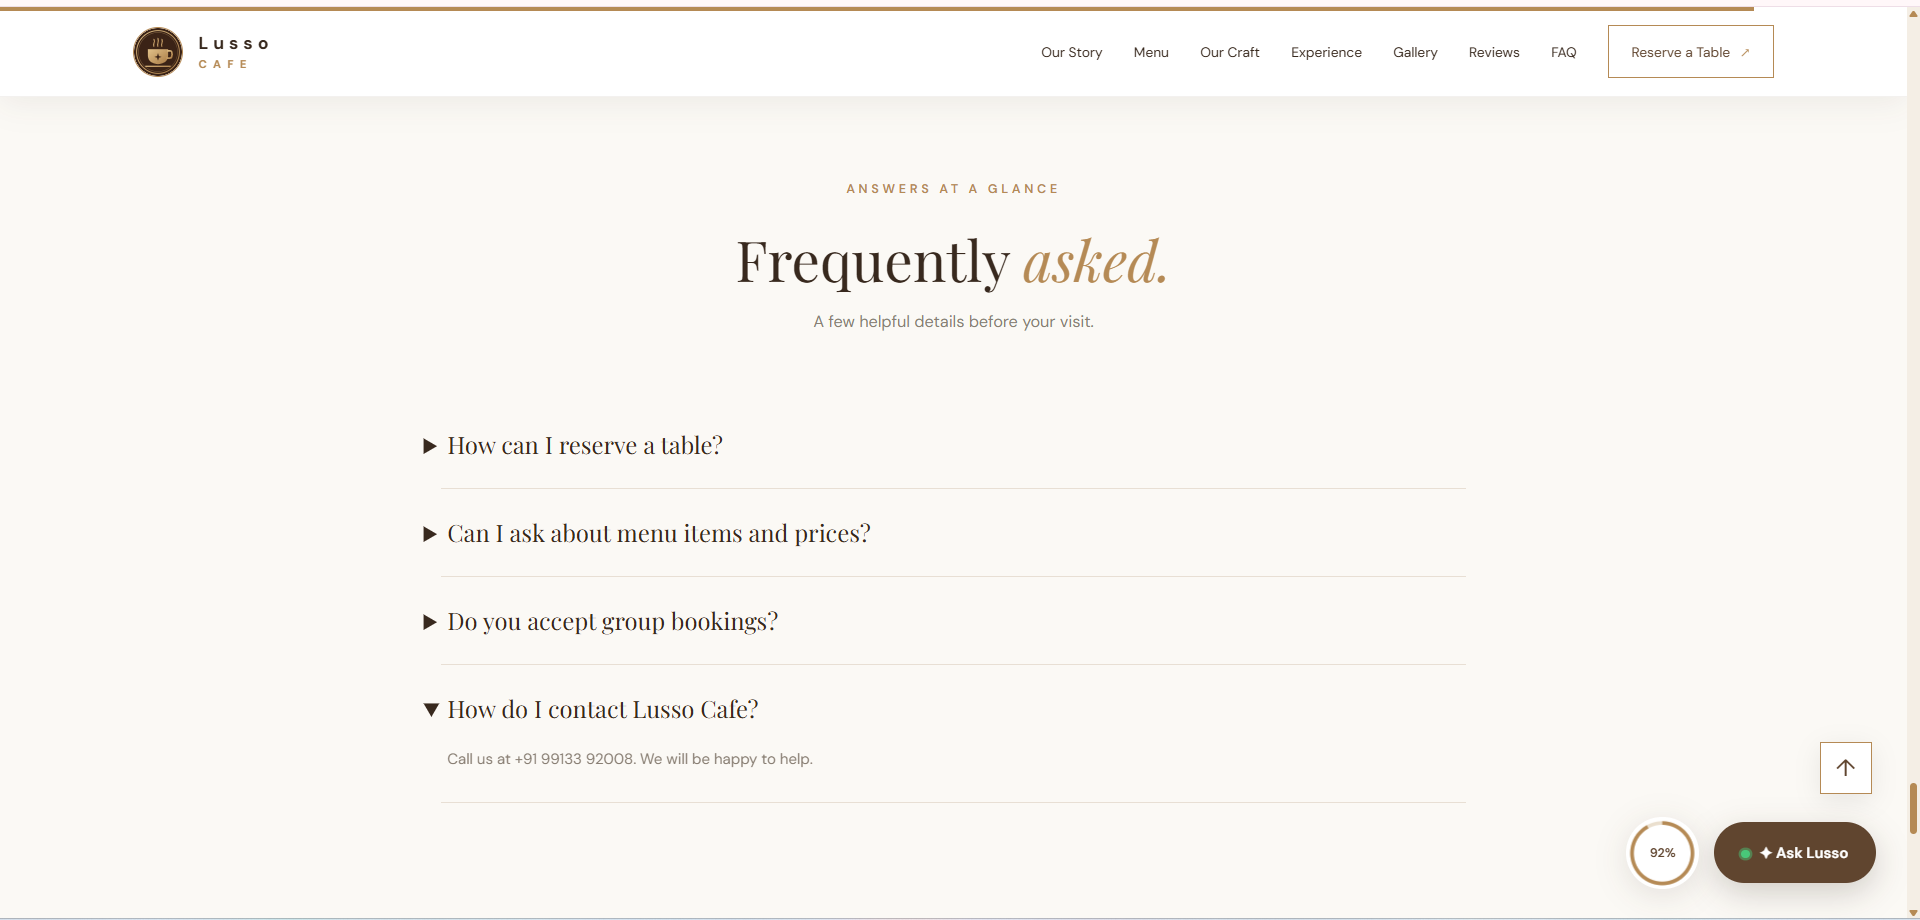 Lusso
CAFE
Our Story Menu Our Craft Experience Gallery Reviews FAQ Reserve a Table ↗
ANSWERS AT A GLANCE
Frequently asked.
A few helpful details before your visit.
How can I reserve a table?
Can I ask about menu items and prices?
Do you accept group bookings?
How do I contact Lusso Cafe?
Call us at +91 99133 92008. We will be happy to help.
92%
✦ Ask Lusso